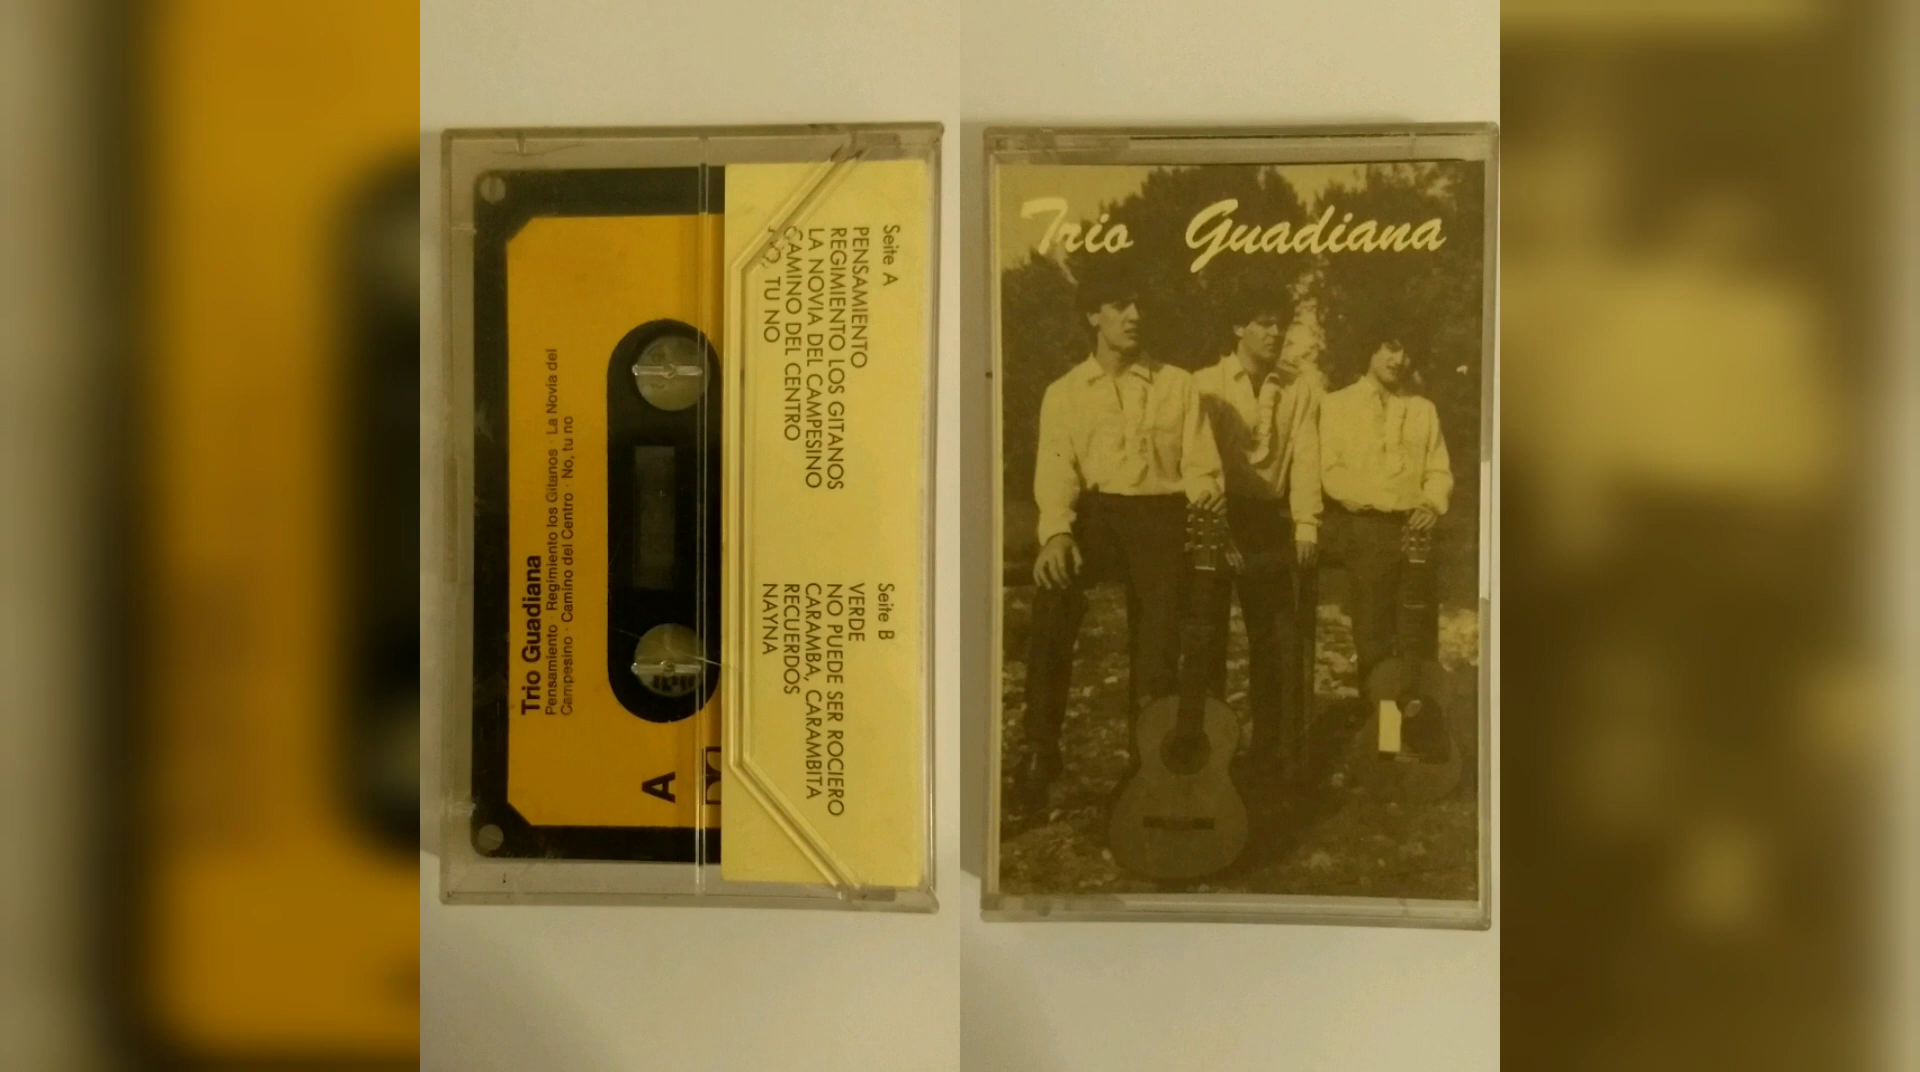 Trio Guadiana
Pensamiento · Regimiento los Gitanos · La Novia del
Campesino · Camino del Centro · No, tu no
A
Seite A
PENSAMIENTO
REGIMIENTO LOS GITANOS
LA NOVIA DEL CAMPESINO
CAMINO DEL CENTRO
NO, TU NO
Seite B
VERDE
NO PUEDE SER ROCIERO
CARAMBA, CARAMBITA
RECUERDOS
NAYNA
Trio Guadiana